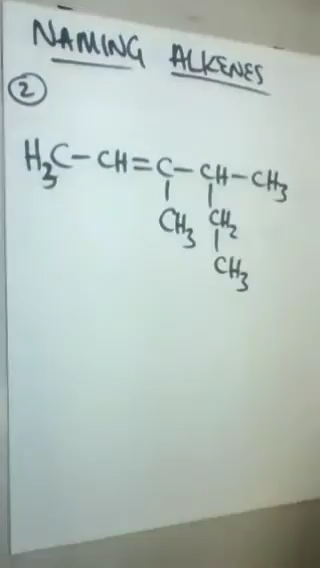 NAMING ALKENES
2
H₃C-CH=C-CH-CH₃
CH₃ CH₂
CH₃